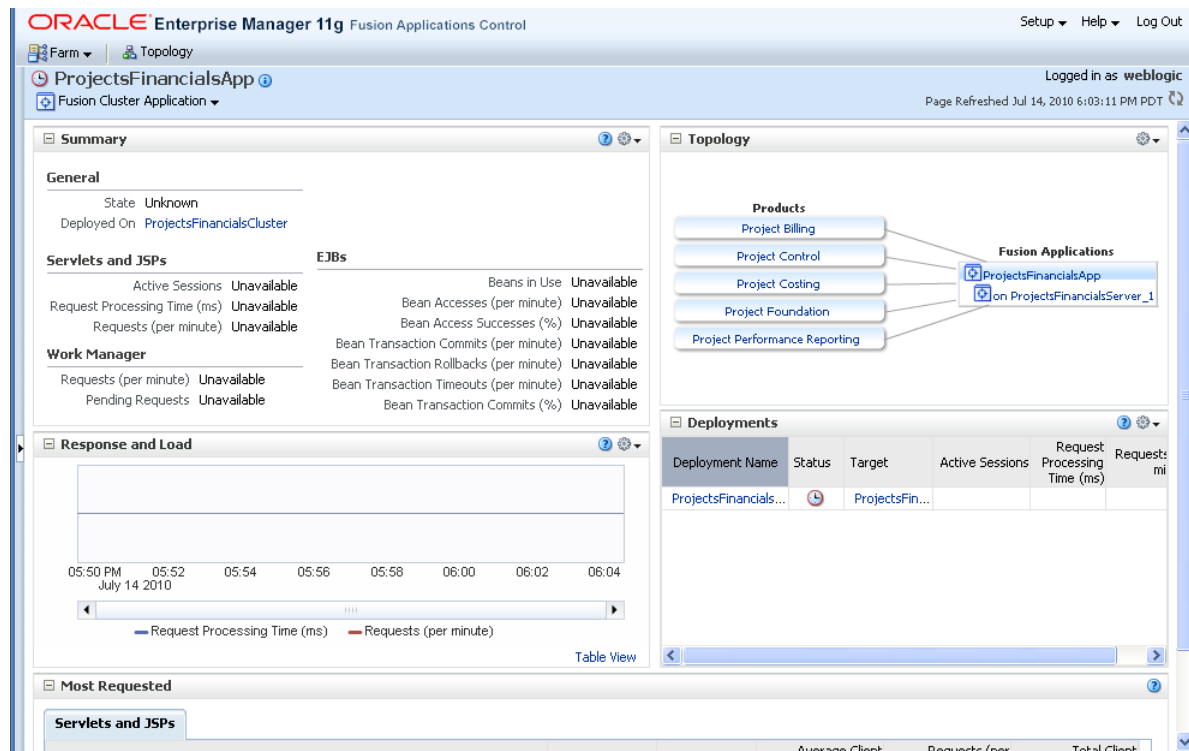 ORACLE Enterprise Manager 11g Fusion Applications Control
Setup Help Log Out
Farm Topology
ProjectsFinancialsApp
Logged in as weblogic
Fusion Cluster Application
Page Refreshed Jul 14, 2010 6:03:11 PM PDT
Summary
General
State Unknown
Deployed On ProjectsFinancialsCluster
Servlets and JSPs
Active Sessions Unavailable
Request Processing Time (ms) Unavailable
Requests (per minute) Unavailable
Work Manager
Requests (per minute) Unavailable
Pending Requests Unavailable
EJBs
Beans in Use Unavailable
Bean Accesses (per minute) Unavailable
Bean Access Successes (%) Unavailable
Bean Transaction Commits (per minute) Unavailable
Bean Transaction Rollbacks (per minute) Unavailable
Bean Transaction Timeouts (per minute) Unavailable
Bean Transaction Commits (%) Unavailable
Topology
Products
Project Billing
Project Control
Project Costing
Project Foundation
Project Performance Reporting
Fusion Applications
ProjectsFinancialsApp
on ProjectsFinancialsServer_1
Response and Load
05:50 PM 05:52 05:54 05:56 05:58 06:00 06:02 06:04
July 14 2010
Request Processing Time (ms) Requests (per minute)
Table View
Deployments
Deployment Name Status Target Active Sessions Request Processing Time (ms) Requests mi
ProjectsFinancials... ProjectsFin...
Most Requested
Servlets and JSPs
Average Client Requests (per Total Client